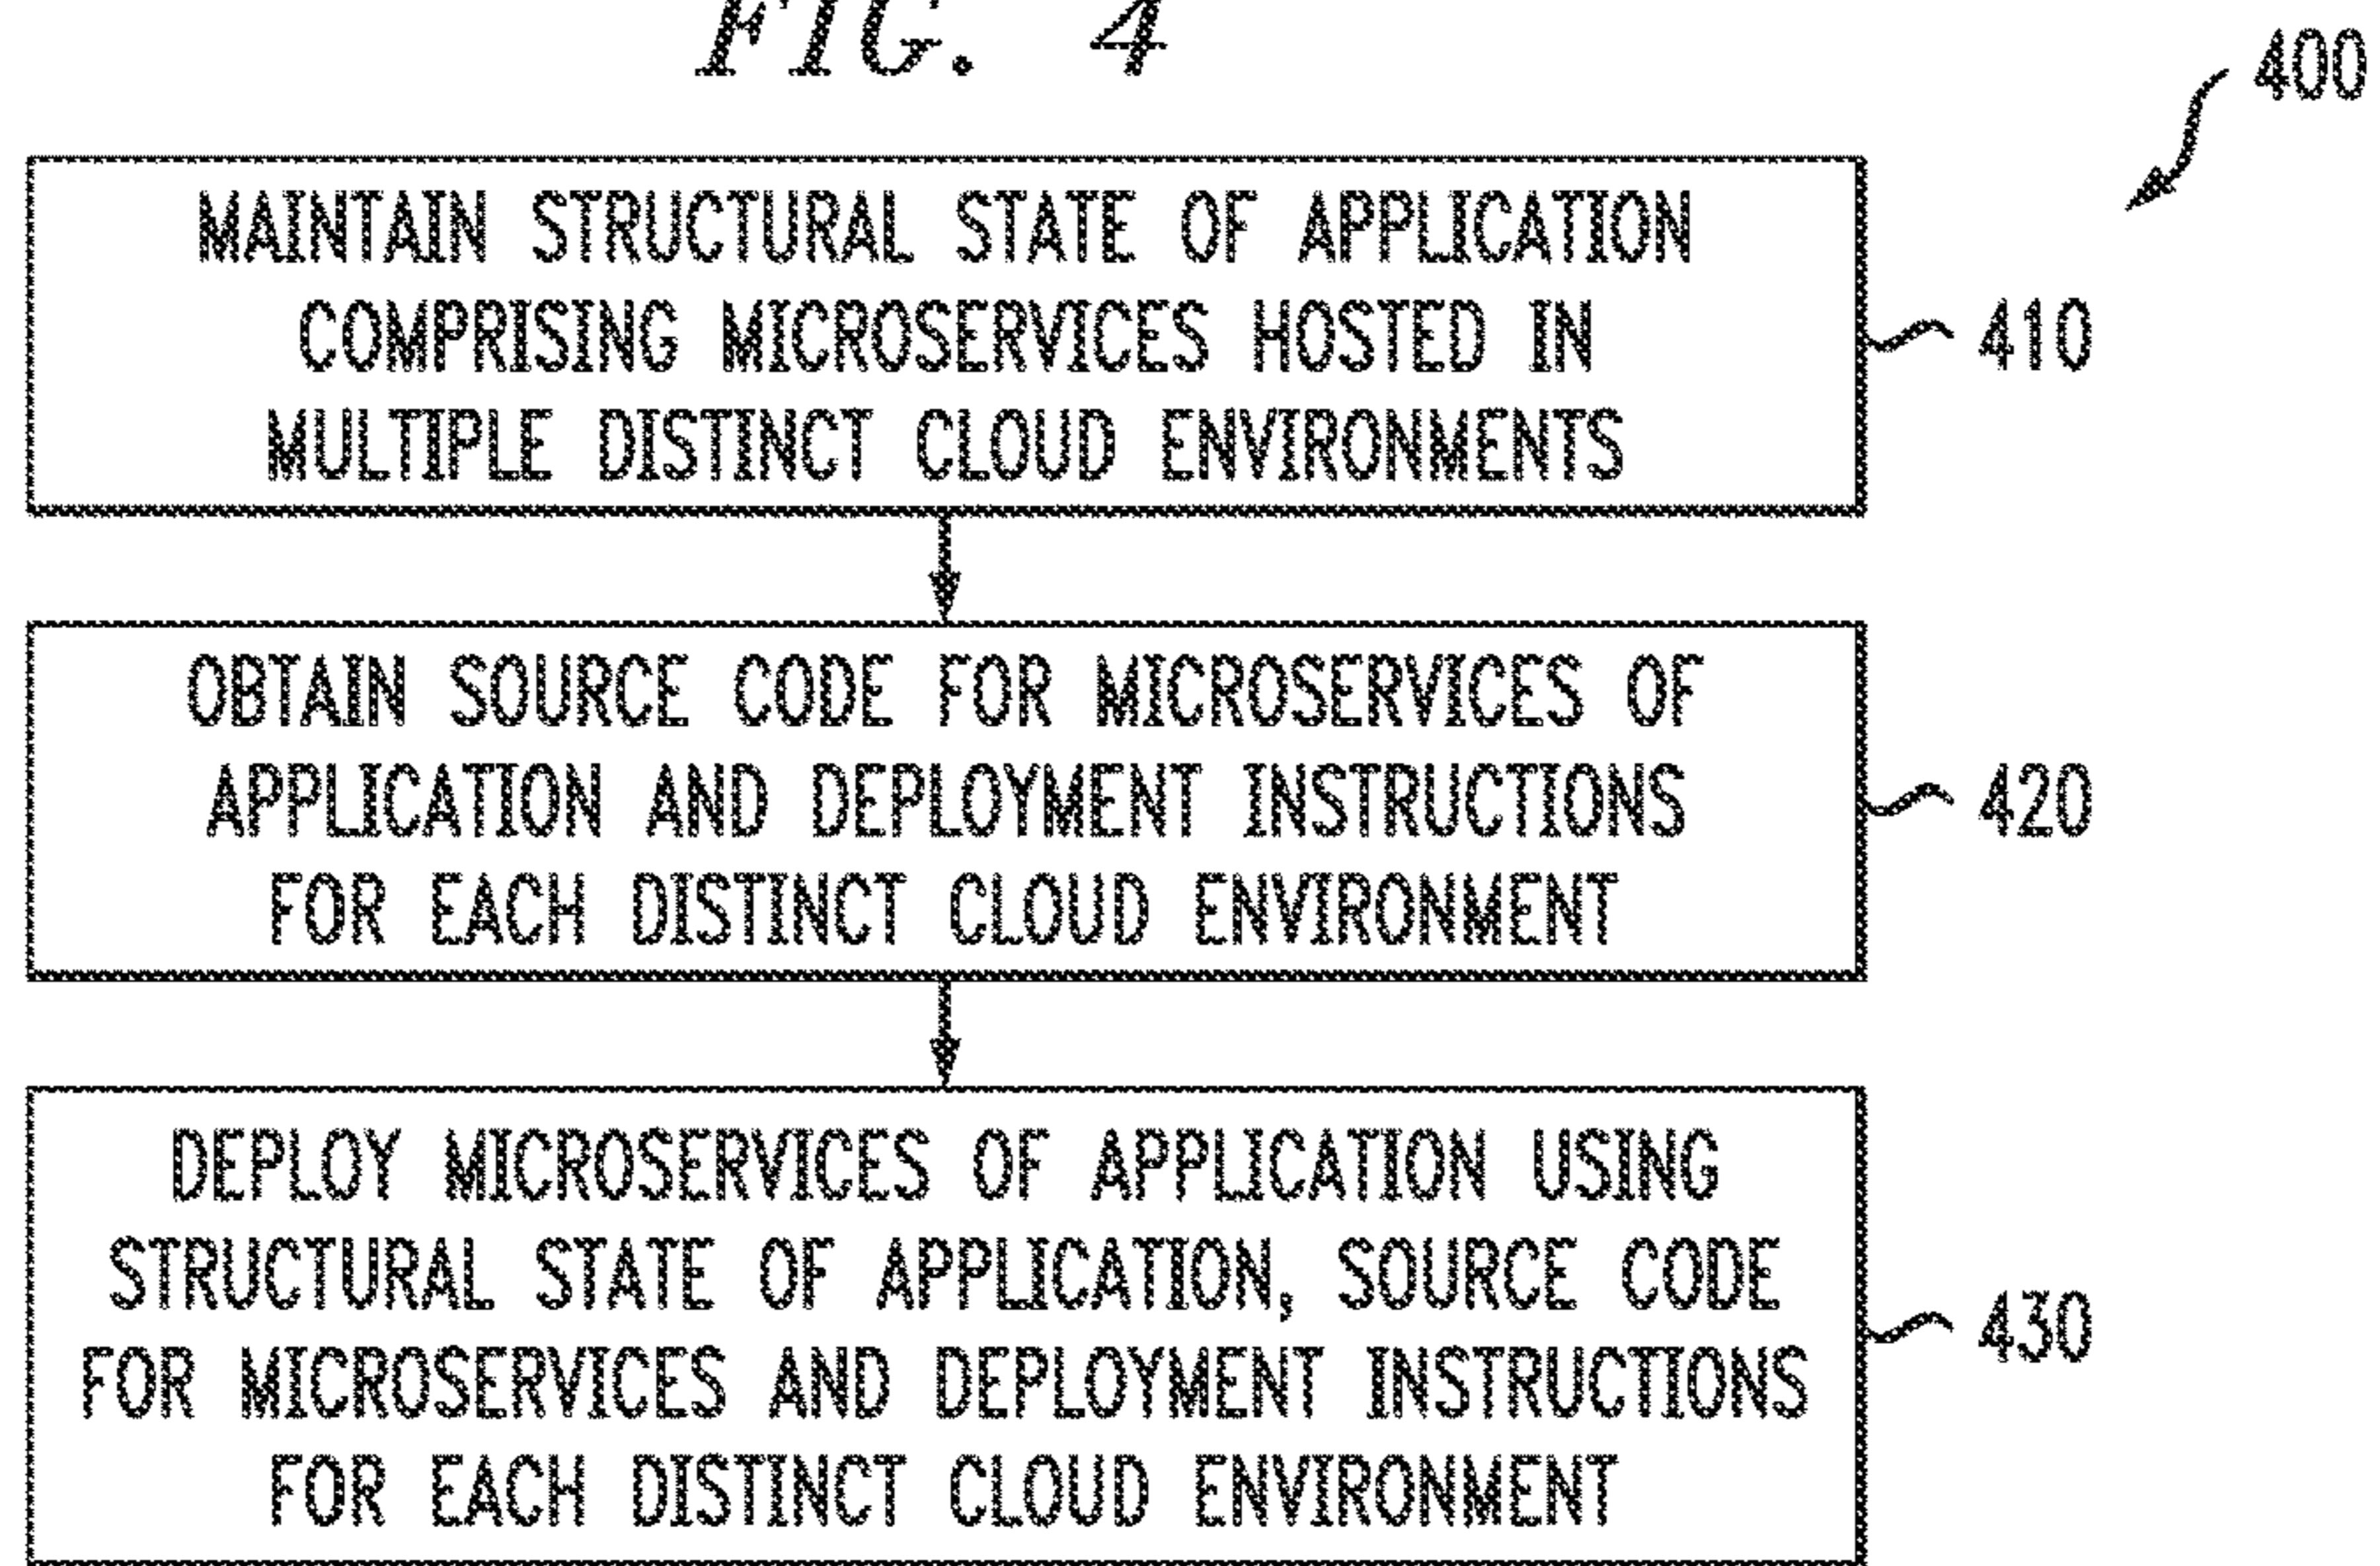 FIG. 4
400
MAINTAIN STRUCTURAL STATE OF APPLICATION
COMPRISING MICROSERVICES HOSTED IN
MULTIPLE DISTINCT CLOUD ENVIRONMENTS
410
OBTAIN SOURCE CODE FOR MICROSERVICES OF
APPLICATION AND DEPLOYMENT INSTRUCTIONS
FOR EACH DISTINCT CLOUD ENVIRONMENT
420
DEPLOY MICROSERVICES OF APPLICATION USING
STRUCTURAL STATE OF APPLICATION, SOURCE CODE
FOR MICROSERVICES AND DEPLOYMENT INSTRUCTIONS
FOR EACH DISTINCT CLOUD ENVIRONMENT
430